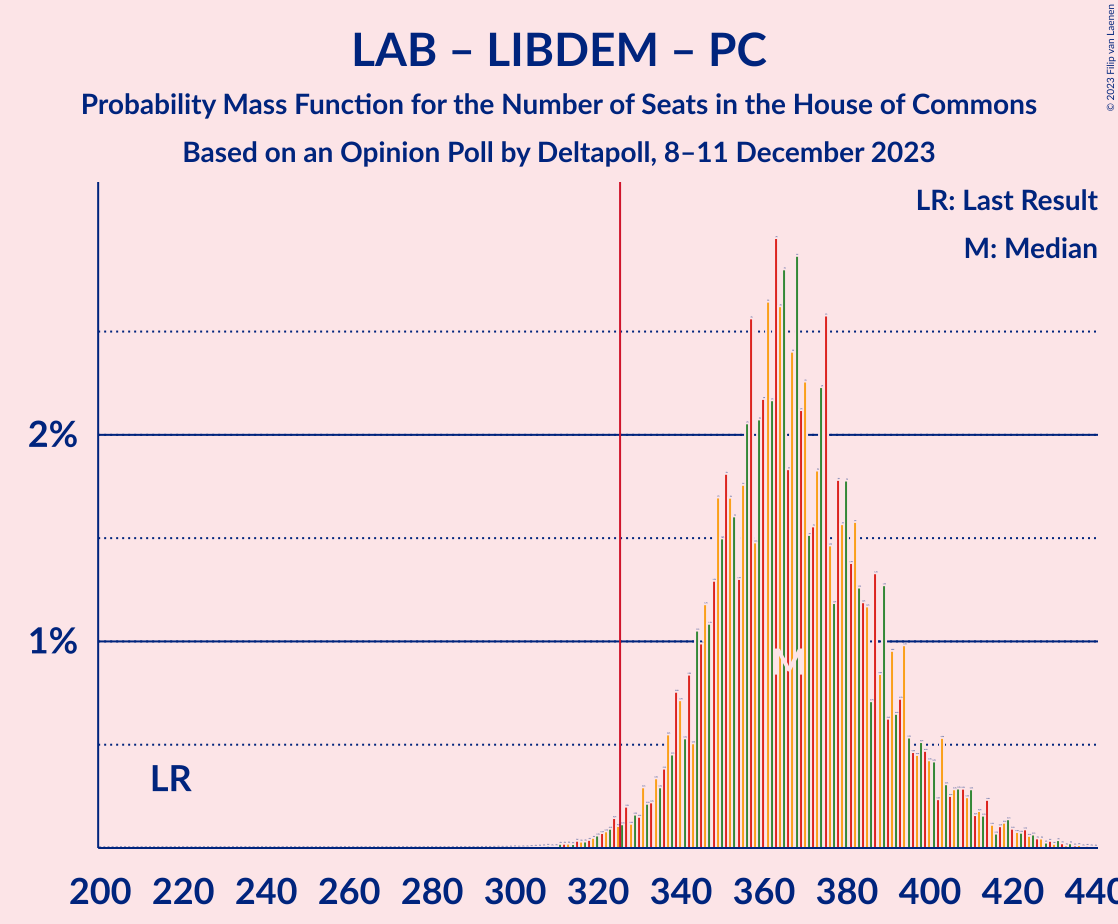 LAB – LIBDEM – PC
Probability Mass Function for the Number of Seats in the House of Commons
Based on an Opinion Poll by Deltapoll, 8–11 December 2023
© 2023 Filip van Laenen
LR: Last Result
M: Median
2%
1%
M
LR
200 220 240 260 280 300 320 340 360 380 400 420 440